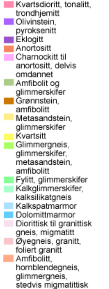 Kvartsdioritt, tonalitt,
trondhjemitt
Olivinstein,
pyroksenitt
Eklogitt
Anortositt
Charnockitt til
anortositt, delvis
omdannet
Amfibolitt og
glimmerskifer
Grønnstein,
amfibolitt
Metasandstein,
glimmerskifer
Kvartsitt
Glimmergneis,
glimmerskifer,
metasandstein,
amfibolitt
Fylitt, glimmerskifer
Kalkglimmerskifer,
kalksilikatgneis
Kalkspatmarmor
Dolomittmarmor
Diorittisk til granittisk
gneis, migmatitt
Øyegneis, granitt,
foliert granitt
Amfibolitt,
hornblendegneis,
glimmergneis,
stedvis migmatittisk